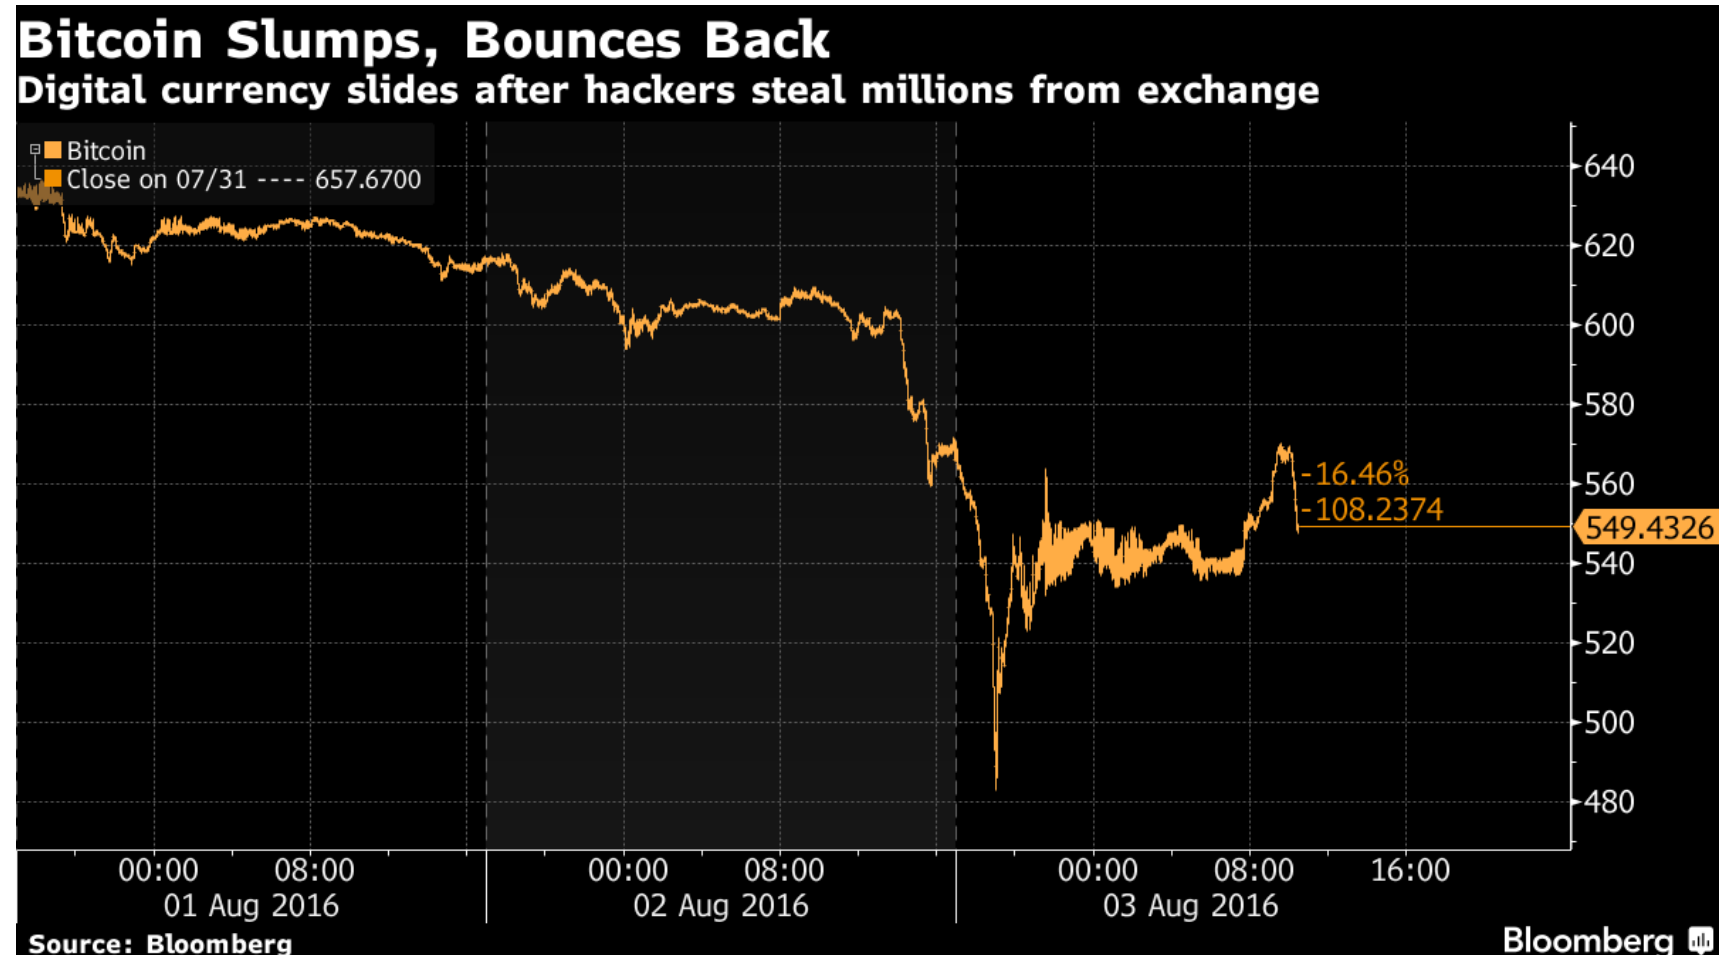 Bitcoin Slumps, Bounces Back
Digital currency slides after hackers steal millions from exchange
Bitcoin
Close on 07/31 ---- 657.6700
640
620
600
580
560
540
520
500
480
-16.46%
-108.2374
549.4326
00:00 08:00 00:00 08:00 00:00 08:00 16:00
01 Aug 2016 02 Aug 2016 03 Aug 2016
Source: Bloomberg
Bloomberg